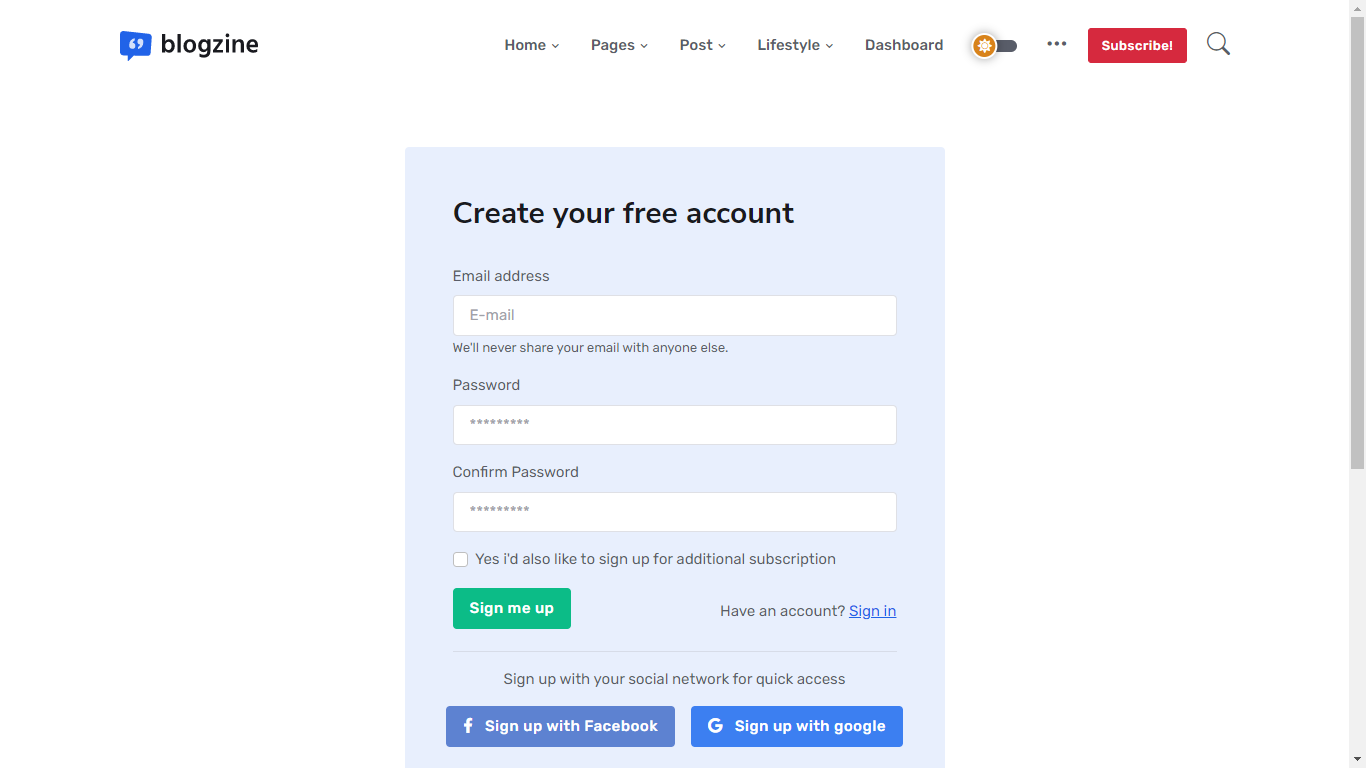 blogzine
Home Pages Post Lifestyle Dashboard Subscribe!
Create your free account
Email address
E-mail
We'll never share your email with anyone else.
Password
*********
Confirm Password
*********
Yes i'd also like to sign up for additional subscription
Sign me up
Have an account? Sign in
Sign up with your social network for quick access
Sign up with Facebook
Sign up with google